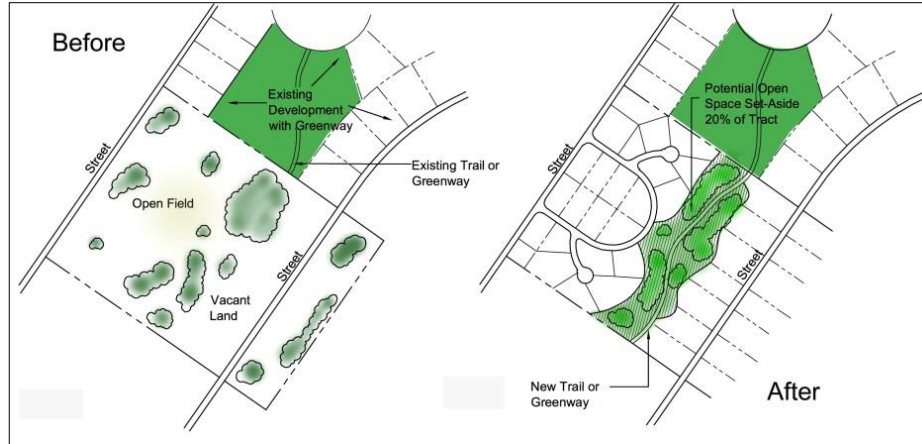 Before
Existing
Development
with Greenway
Existing Trail or
Greenway
Street
Open Field
Street
Vacant
Land
Potential Open
Space Set-Aside
20% of Tract
Street
Street
New Trail or
Greenway
After